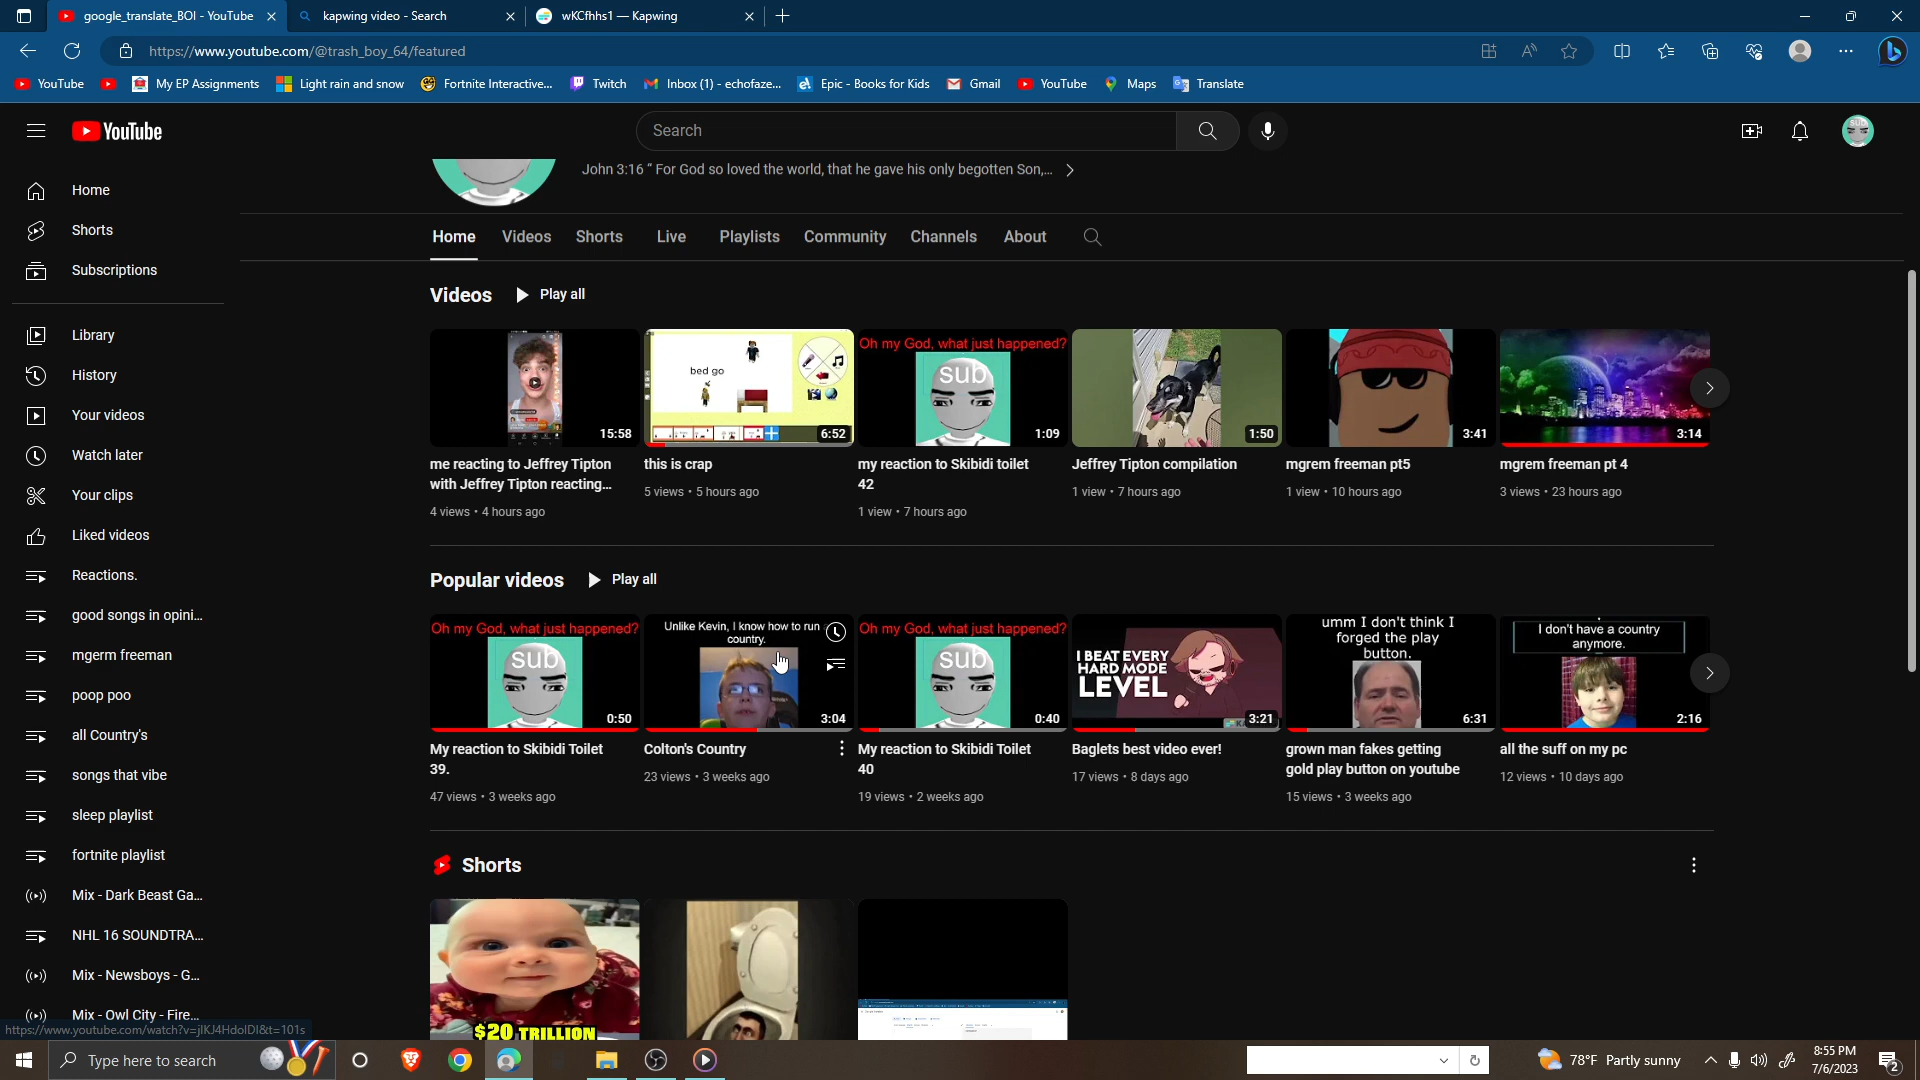 google_translate_BOI - YouTube
kapwing video - Search
wKCfhhs1 — Kapwing
https://www.youtube.com/@trash_boy_64/featured
YouTube
My EP Assignments
Light rain and snow
Fortnite Interactive...
Twitch
Inbox (1) - echofaze...
Epic - Books for Kids
Gmail
YouTube
Maps
Translate
YouTube
Search
John 3:16 “ For God so loved the world, that he gave his only begotten Son,...
Home
Shorts
Subscriptions
Library
History
Your videos
Watch later
Your clips
Liked videos
Reactions.
good songs in opini...
mgerm freeman
poop poo
all Country's
songs that vibe
sleep playlist
fortnite playlist
Mix - Dark Beast Ga...
NHL 16 SOUNDTRA...
Mix - Newsboys - G...
Mix - Owl City - Fire...
Home Videos Shorts Live Playlists Community Channels About
Videos
Play all
15:58
me reacting to Jeffrey Tipton
with Jeffrey Tipton reacting...
4 views • 4 hours ago
bed go
6:52
this is crap
5 views • 5 hours ago
Oh my God, what just happened?
sub
1:09
my reaction to Skibidi toilet
42
1 view • 7 hours ago
1:50
Jeffrey Tipton compilation
1 view • 7 hours ago
3:41
mgrem freeman pt5
1 view • 10 hours ago
3:14
mgrem freeman pt 4
3 views • 23 hours ago
Popular videos
Play all
Oh my God, what just happened?
sub
0:50
My reaction to Skibidi Toilet
39.
47 views • 3 weeks ago
Unlike Kevin, I know how to run
country.
3:04
Colton's Country
23 views • 3 weeks ago
Oh my God, what just happened?
sub
0:40
My reaction to Skibidi Toilet
40
19 views • 2 weeks ago
I BEAT EVERY
HARD MODE
LEVEL
3:21
Baglets best video ever!
17 views • 8 days ago
umm I don't think I
forged the play
button.
6:31
grown man fakes getting
gold play button on youtube
15 views • 3 weeks ago
I don't have a country
anymore.
2:16
all the suff on my pc
12 views • 10 days ago
Shorts
$20 TRILLION
https://www.youtube.com/watch?v=jlKJ4HdolDI&t=101s
Type here to search
78°F Partly sunny
8:55 PM
7/6/2023
2